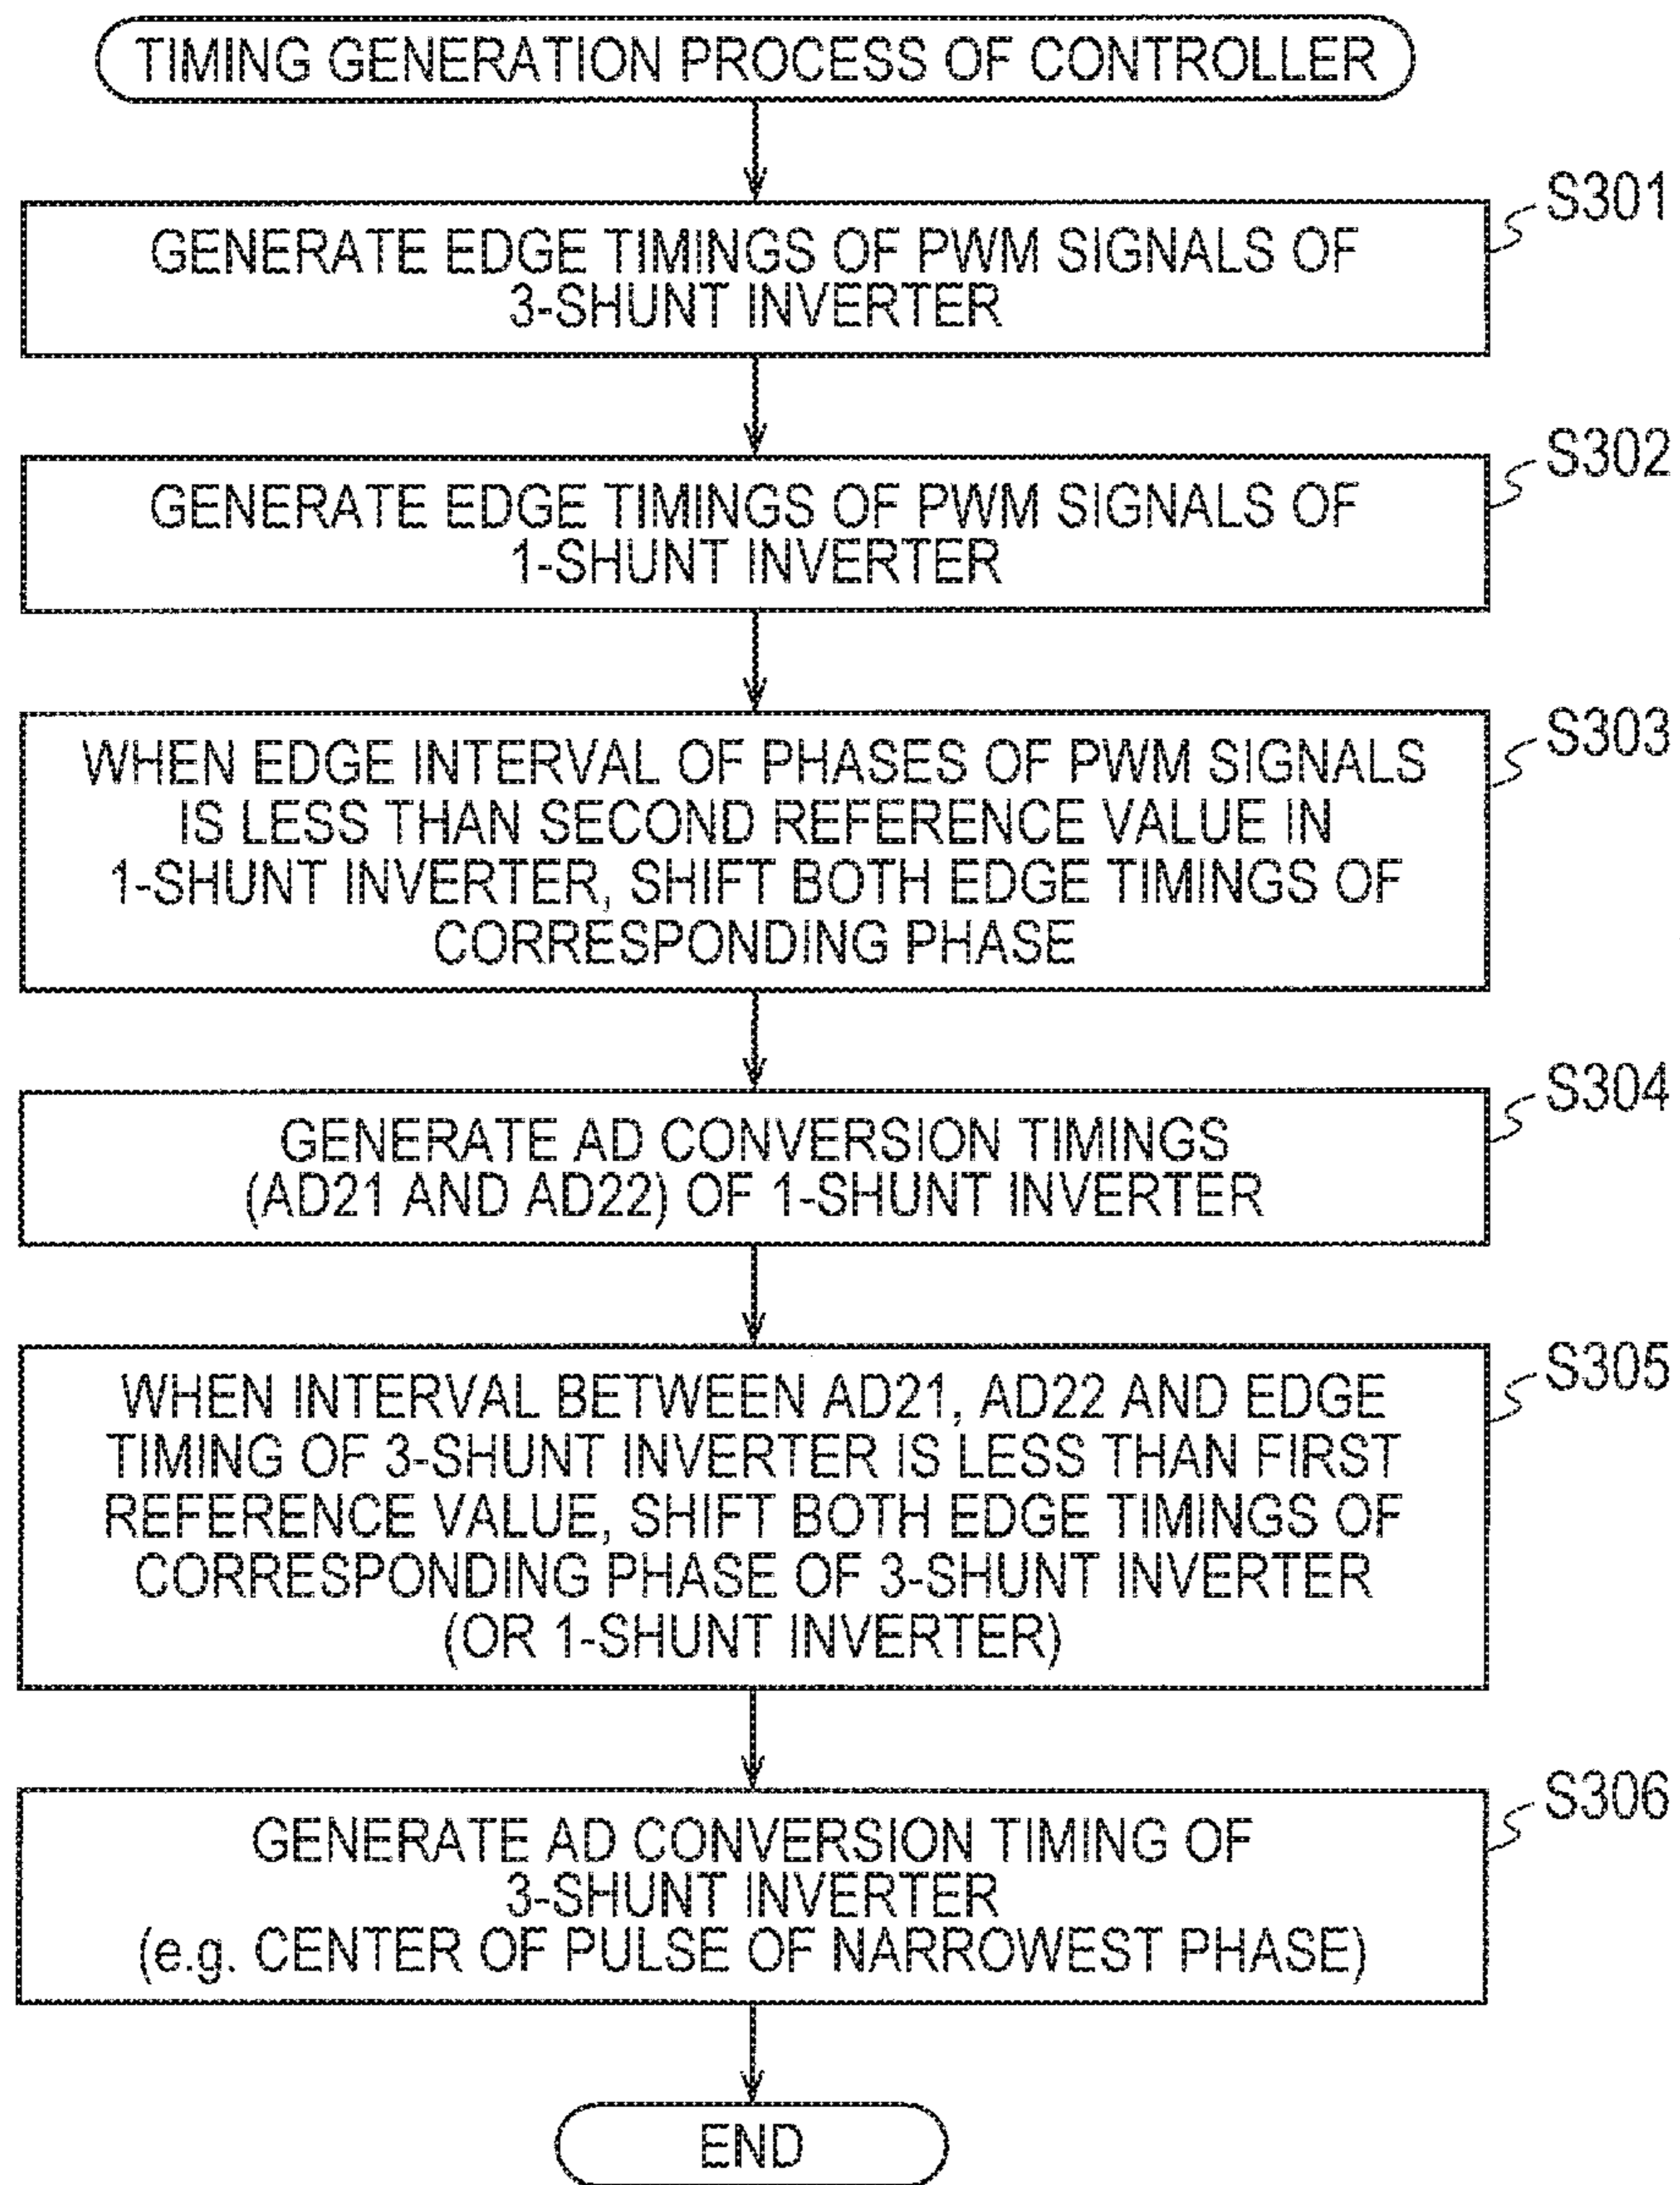 TIMING GENERATION PROCESS OF CONTROLLER
S301
GENERATE EDGE TIMINGS OF PWM SIGNALS OF
3-SHUNT INVERTER
S302
GENERATE EDGE TIMINGS OF PWM SIGNALS OF
1-SHUNT INVERTER
S303
WHEN EDGE INTERVAL OF PHASES OF PWM SIGNALS
IS LESS THAN SECOND REFERENCE VALUE IN
1-SHUNT INVERTER, SHIFT BOTH EDGE TIMINGS OF
CORRESPONDING PHASE
S304
GENERATE AD CONVERSION TIMINGS
(AD21 AND AD22) OF 1-SHUNT INVERTER
S305
WHEN INTERVAL BETWEEN AD21, AD22 AND EDGE
TIMING OF 3-SHUNT INVERTER IS LESS THAN FIRST
REFERENCE VALUE, SHIFT BOTH EDGE TIMINGS OF
CORRESPONDING PHASE OF 3-SHUNT INVERTER
(OR 1-SHUNT INVERTER)
S306
GENERATE AD CONVERSION TIMING OF
3-SHUNT INVERTER
(e.g. CENTER OF PULSE OF NARROWEST PHASE)
END